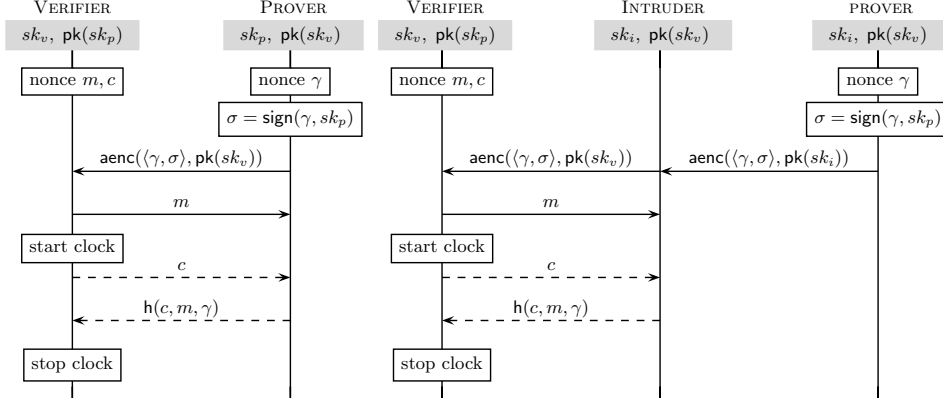 VERIFIER PROVER VERIFIER INTRUDER PROVER
sk_v, pk(sk_p) sk_p, pk(sk_v) sk_v, pk(sk_p) sk_i, pk(sk_v) sk_i, pk(sk_v)
nonce m, c nonce γ nonce m, c nonce γ
σ = sign(γ, sk_p) σ = sign(γ, sk_p)
aenc(⟨γ, σ⟩, pk(sk_v)) aenc(⟨γ, σ⟩, pk(sk_v)) aenc(⟨γ, σ⟩, pk(sk_i))
m m
start clock start clock
c c
h(c, m, γ) h(c, m, γ)
stop clock stop clock